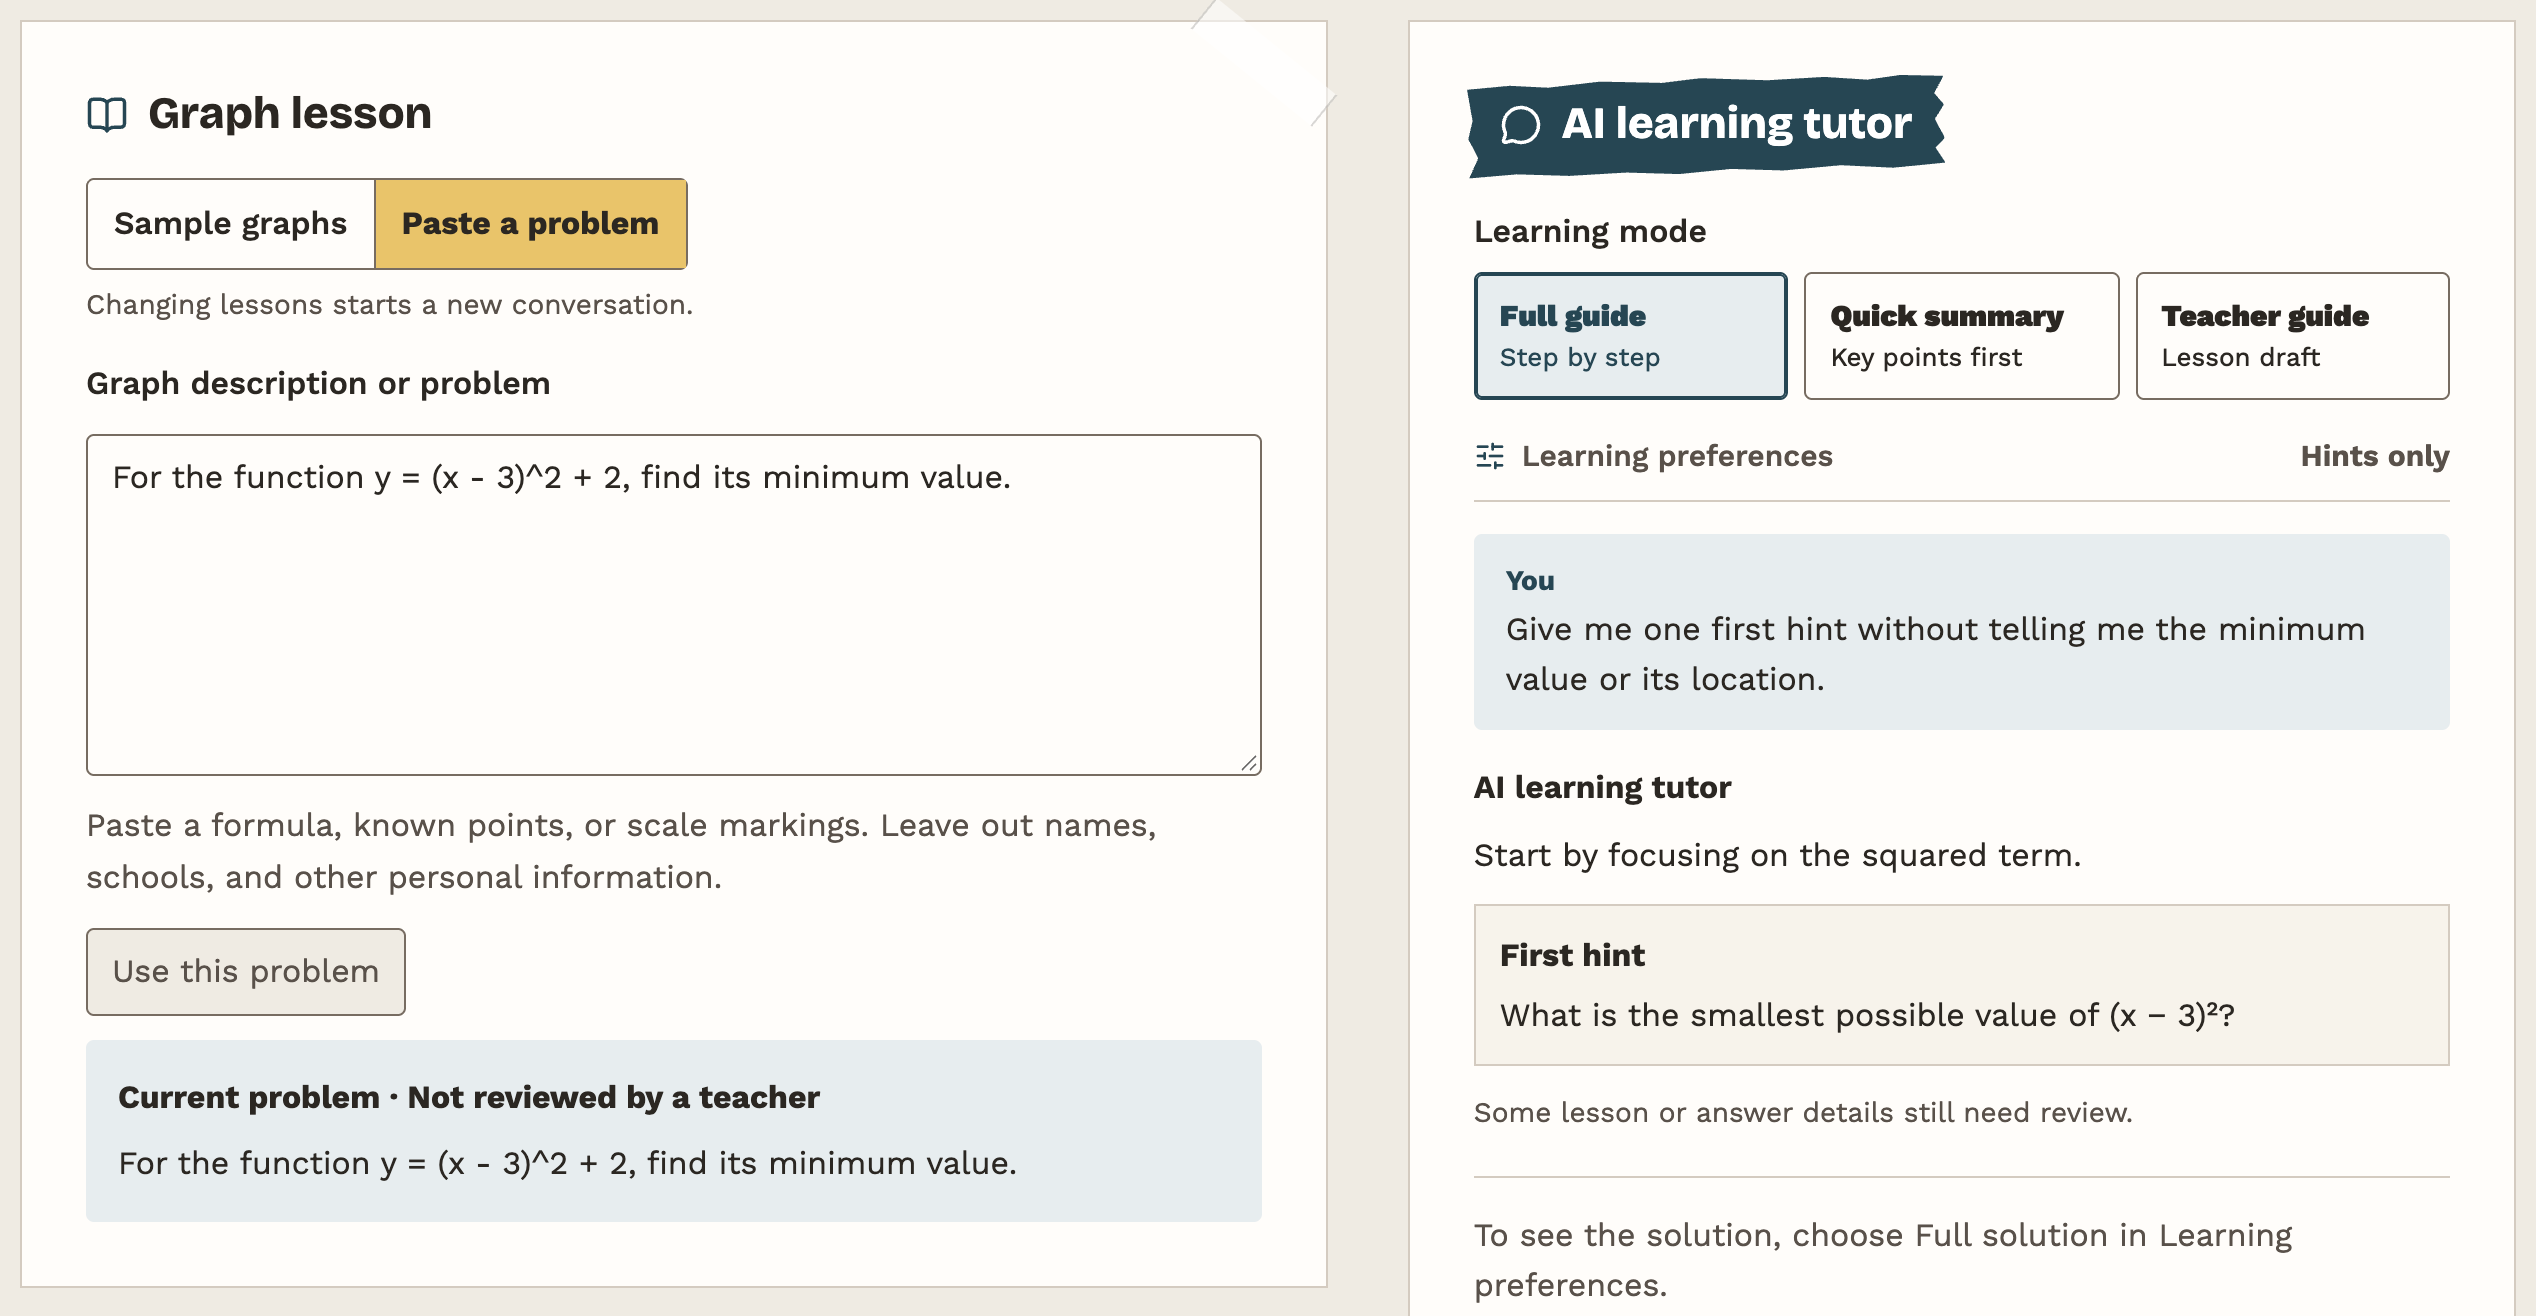 Graph lesson
Sample graphs
Paste a problem
Changing lessons starts a new conversation.
Graph description or problem
For the function y = (x - 3)^2 + 2, find its minimum value.
Paste a formula, known points, or scale markings. Leave out names,
schools, and other personal information.
Use this problem
Current problem · Not reviewed by a teacher
For the function y = (x - 3)^2 + 2, find its minimum value.
AI learning tutor
Learning mode
Full guide
Step by step
Quick summary
Key points first
Teacher guide
Lesson draft
Learning preferences
Hints only
You
Give me one first hint without telling me the minimum
value or its location.
AI learning tutor
Start by focusing on the squared term.
First hint
What is the smallest possible value of (x − 3)²?
Some lesson or answer details still need review.
To see the solution, choose Full solution in Learning
preferences.